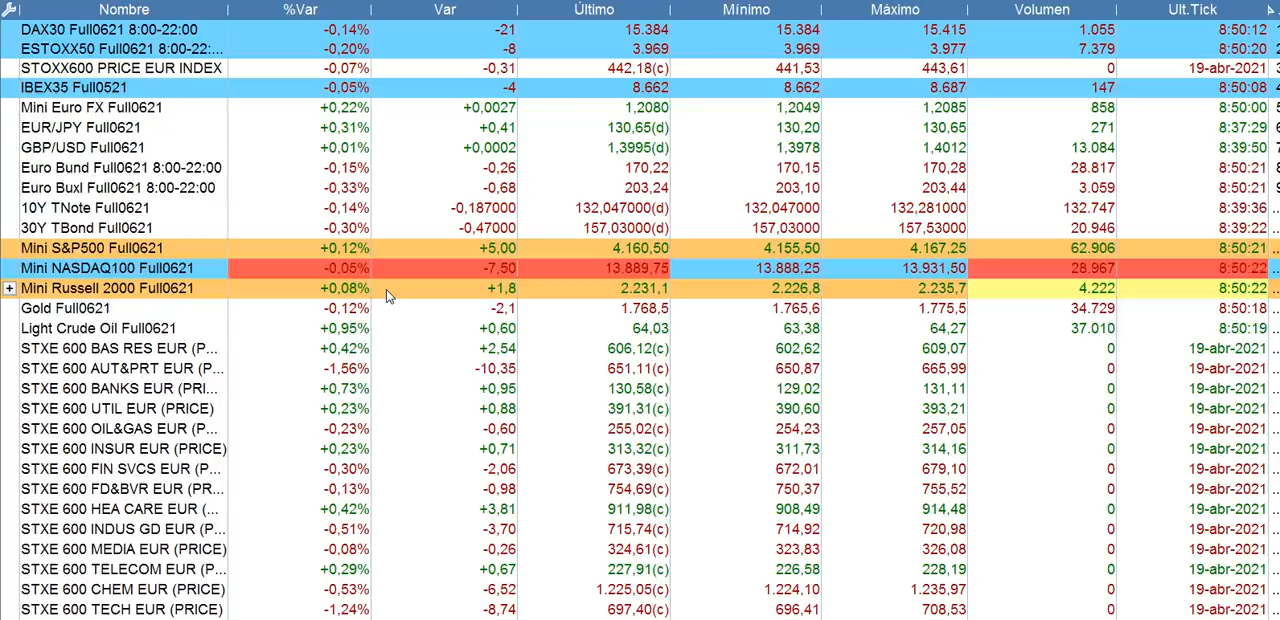 Nombre %Var Var Último Mínimo Máximo Volumen Ult.Tick
DAX30 Full0621 8:00-22:00 -0,14% -21 15.384 15.384 15.415 1.055 8:50:12
ESTOXX50 Full0621 8:00-22:... -0,20% -8 3.969 3.969 3.977 7.379 8:50:20
STOXX600 PRICE EUR INDEX -0,07% -0,31 442,18(c) 441,53 443,61 0 19-abr-2021
IBEX35 Full0521 -0,05% -4 8.662 8.662 8.687 147 8:50:08
Mini Euro FX Full0621 +0,22% +0,0027 1,2080 1,2049 1,2085 858 8:50:00
EUR/JPY Full0621 +0,31% +0,41 130,65(d) 130,20 130,65 271 8:37:29
GBP/USD Full0621 +0,01% +0,0002 1,3995(d) 1,3978 1,4012 13.084 8:39:50
Euro Bund Full0621 8:00-22:00 -0,15% -0,26 170,22 170,15 170,28 28.817 8:50:21
Euro Buxl Full0621 8:00-22:00 -0,33% -0,68 203,24 203,10 203,44 3.059 8:50:21
10Y TNote Full0621 -0,14% -0,187000 132,047000(d) 132,047000 132,281000 132.747 8:39:36
30Y TBond Full0621 -0,30% -0,47000 157,03000(d) 157,03000 157,53000 20.946 8:39:22
Mini S&P500 Full0621 +0,12% +5,00 4.160,50 4.155,50 4.167,25 62.906 8:50:21
Mini NASDAQ100 Full0621 -0,05% -7,50 13.889,75 13.888,25 13.931,50 28.967 8:50:22
Mini Russell 2000 Full0621 +0,08% +1,8 2.231,1 2.226,8 2.235,7 4.222 8:50:22
Gold Full0621 -0,12% -2,1 1.768,5 1.765,6 1.775,5 34.729 8:50:18
Light Crude Oil Full0621 +0,95% +0,60 64,03 63,38 64,27 37.010 8:50:19
STXE 600 BAS RES EUR (P... +0,42% +2,54 606,12(c) 602,62 609,07 0 19-abr-2021
STXE 600 AUT&PRT EUR (P... -1,56% -10,35 651,11(c) 650,87 665,99 0 19-abr-2021
STXE 600 BANKS EUR (PRI... +0,73% +0,95 130,58(c) 129,02 131,11 0 19-abr-2021
STXE 600 UTIL EUR (PRICE) +0,23% +0,88 391,31(c) 390,60 393,21 0 19-abr-2021
STXE 600 OIL&GAS EUR (P... -0,23% -0,60 255,02(c) 254,23 257,05 0 19-abr-2021
STXE 600 INSUR EUR (PRICE) +0,23% +0,71 313,32(c) 311,73 314,16 0 19-abr-2021
STXE 600 FIN SVCS EUR (P... -0,30% -2,06 673,39(c) 672,01 679,10 0 19-abr-2021
STXE 600 FD&BVR EUR (PR... -0,13% -0,98 754,69(c) 750,37 755,52 0 19-abr-2021
STXE 600 HEA CARE EUR (... +0,42% +3,81 911,98(c) 908,49 914,48 0 19-abr-2021
STXE 600 INDUS GD EUR (P... -0,51% -3,70 715,74(c) 714,92 720,98 0 19-abr-2021
STXE 600 MEDIA EUR (PRICE) -0,08% -0,26 324,61(c) 323,83 326,08 0 19-abr-2021
STXE 600 TELECOM EUR (P... +0,29% +0,67 227,91(c) 226,58 228,19 0 19-abr-2021
STXE 600 CHEM EUR (PRICE) -0,53% -6,52 1.225,05(c) 1.224,10 1.235,97 0 19-abr-2021
STXE 600 TECH EUR (PRICE) -1,24% -8,74 697,40(c) 696,41 708,53 0 19-abr-2021